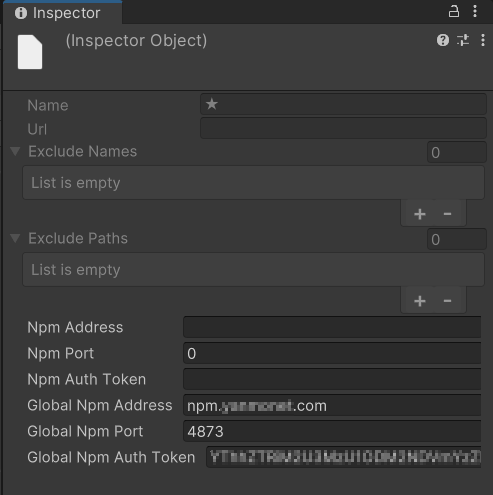 Inspector
(Inspector Object)
Name ★
Url
Exclude Names 0
List is empty
+ -
Exclude Paths 0
List is empty
+ -
Npm Address
Npm Port 0
Npm Auth Token
Global Npm Address npm. .com
Global Npm Port 4873
Global Npm Auth Token